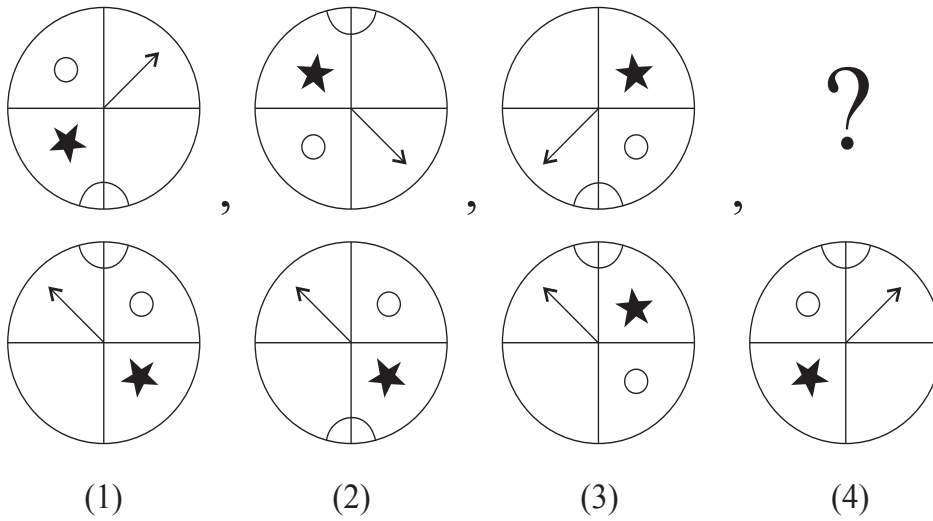 , , , ?
(1) (2) (3) (4)